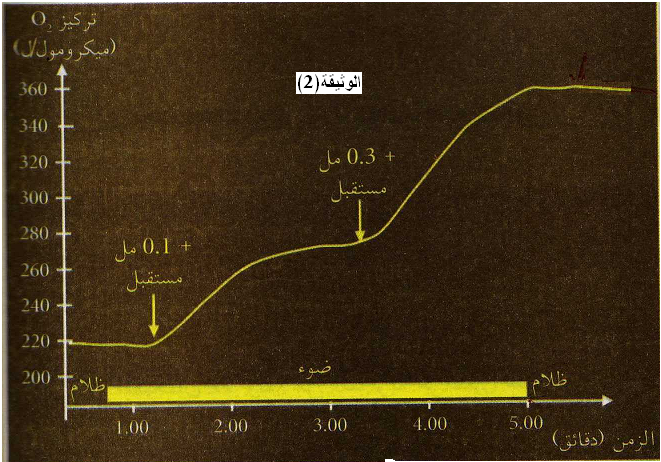 تركيز O₂
(ميكرومول/ل)
الوثيقة (2)
360
340
320
300
280
260
240
220
200
+ 0.3 مل
مستقبل
+ 0.1 مل
مستقبل
ظلام
ضوء
ظلام
1.00 2.00 3.00 4.00 5.00
الزمن (دقائق)